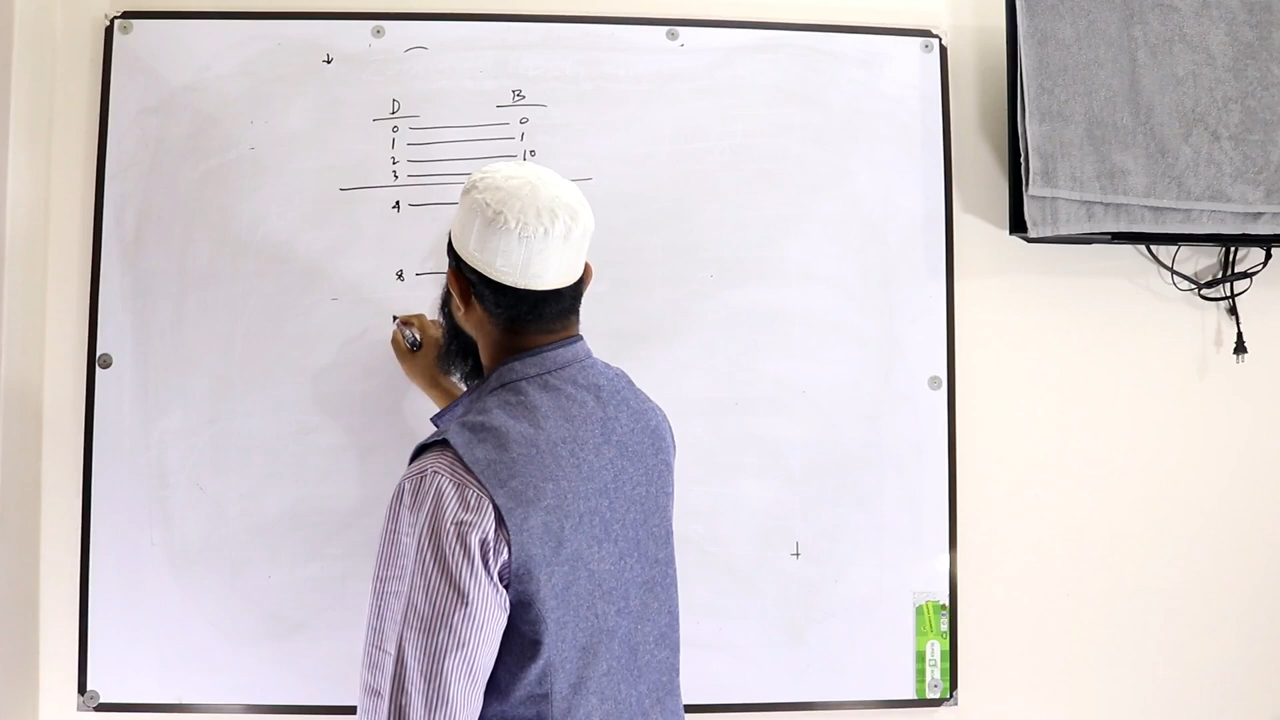 D B
0 — 0
1 — 1
2 — 10
3 —
4 —
8 —
+